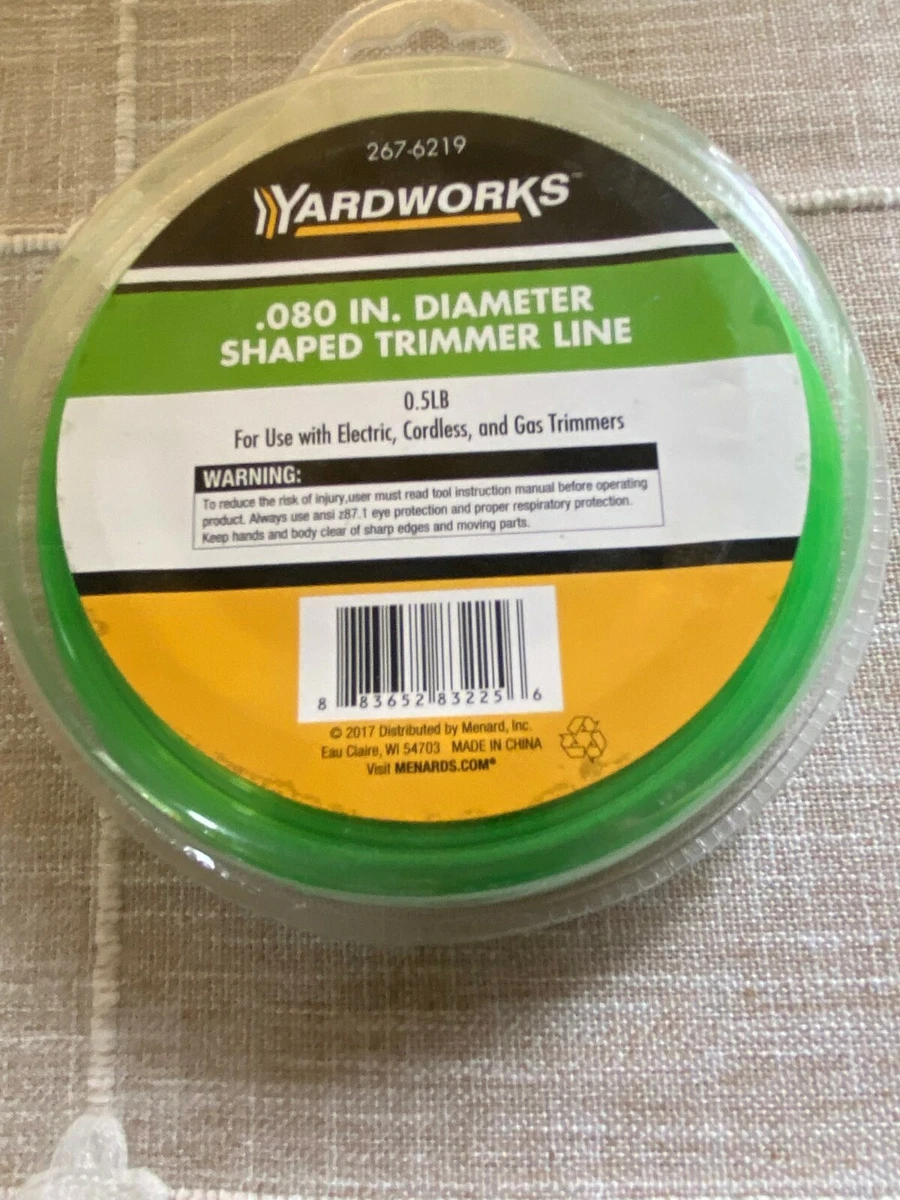 267-6219
YARDWORKS™
.080 IN. DIAMETER
SHAPED TRIMMER LINE
0.5LB
For Use with Electric, Cordless, and Gas Trimmers
WARNING:
To reduce the risk of injury,user must read tool instruction manual before operating
product. Always use ansi z87.1 eye protection and proper respiratory protection.
Keep hands and body clear of sharp edges and moving parts.
8 83652 83225 6
© 2017 Distributed by Menard, Inc.
Eau Claire, WI 54703 MADE IN CHINA
Visit MENARDS.COM®